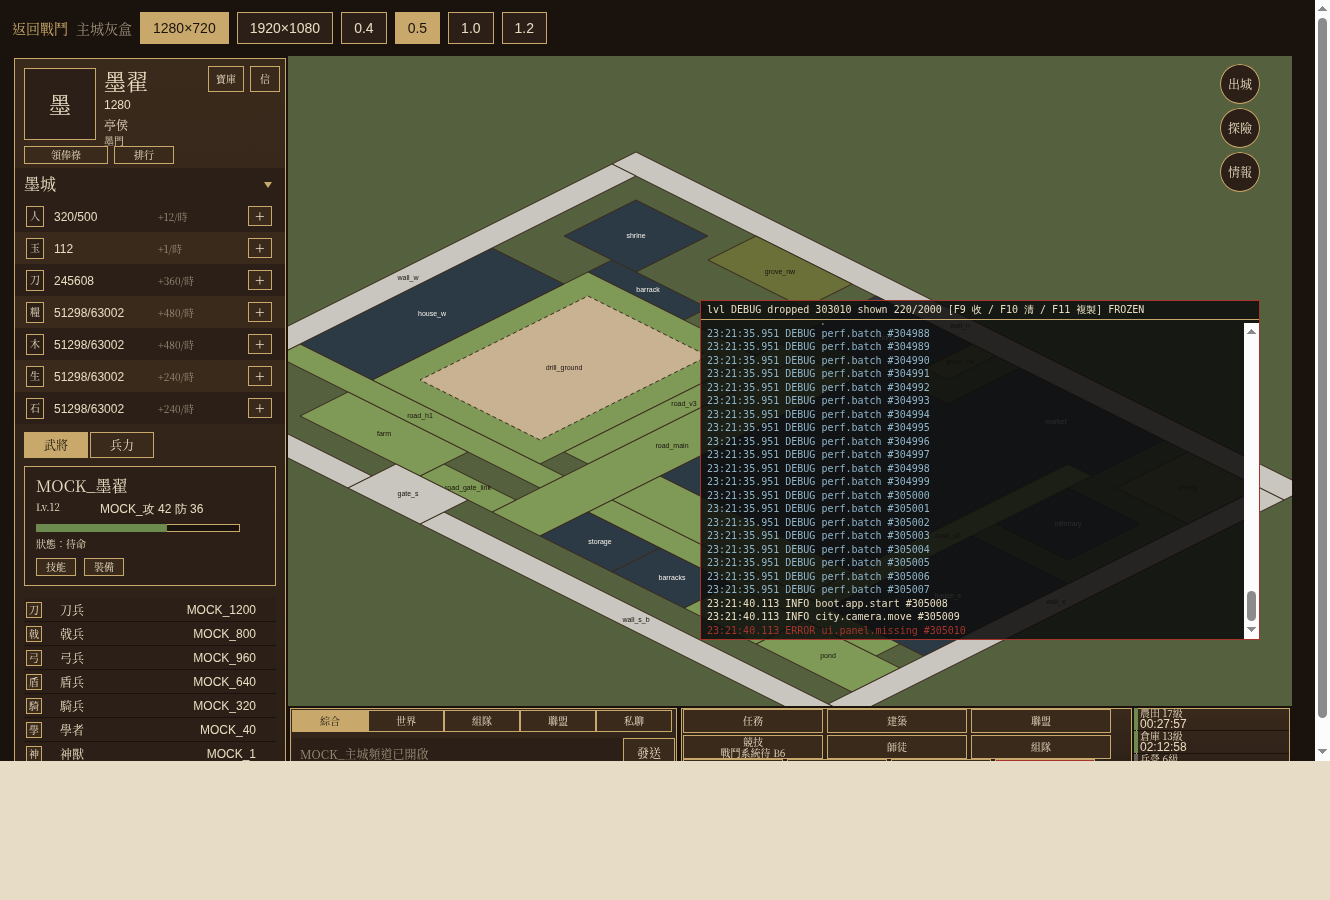 返回戰鬥 主城灰盒 1280×720 1920×1080 0.4 0.5 1.0 1.2
墨
墨翟
1280
亭侯
墨門
寶庫 信
領俸祿 排行
墨城
人 320/500 +12/時 +
玉 112 +1/時 +
刀 245608 +360/時 +
糧 51298/63002 +480/時 +
木 51298/63002 +480/時 +
生 51298/63002 +240/時 +
石 51298/63002 +240/時 +
武將 兵力
MOCK_墨翟
Lv.12 MOCK_攻 42 防 36
狀態：待命
技能 裝備
刀 刀兵 MOCK_1200
戟 戟兵 MOCK_800
弓 弓兵 MOCK_960
盾 盾兵 MOCK_640
騎 騎兵 MOCK_320
學 學者 MOCK_40
神 神獸 MOCK_1
出城
探險
情報
shrine
grove_nw
wall_w
barrack
house_w
drill_ground
road_v3
road_h1
farm
road_main
gate_s
road_gate_link
storage
barracks
wall_s_b
pond
market
infirmary
lvl DEBUG dropped 303010 shown 220/2000 [F9 收 / F10 清 / F11 複製] FROZEN
23:21:35.951 DEBUG perf.batch #304988
23:21:35.951 DEBUG perf.batch #304989
23:21:35.951 DEBUG perf.batch #304990
23:21:35.951 DEBUG perf.batch #304991
23:21:35.951 DEBUG perf.batch #304992
23:21:35.951 DEBUG perf.batch #304993
23:21:35.951 DEBUG perf.batch #304994
23:21:35.951 DEBUG perf.batch #304995
23:21:35.951 DEBUG perf.batch #304996
23:21:35.951 DEBUG perf.batch #304997
23:21:35.951 DEBUG perf.batch #304998
23:21:35.951 DEBUG perf.batch #304999
23:21:35.951 DEBUG perf.batch #305000
23:21:35.951 DEBUG perf.batch #305001
23:21:35.951 DEBUG perf.batch #305002
23:21:35.951 DEBUG perf.batch #305003
23:21:35.951 DEBUG perf.batch #305004
23:21:35.951 DEBUG perf.batch #305005
23:21:35.951 DEBUG perf.batch #305006
23:21:35.951 DEBUG perf.batch #305007
23:21:40.113 INFO boot.app.start #305008
23:21:40.113 INFO city.camera.move #305009
23:21:40.113 ERROR ui.panel.missing #305010
綜合 世界 組隊 聯盟 私聊
MOCK_主城頻道已開啟 發送
任務 建築 聯盟
競技
戰鬥系統待 B6 師徒 組隊
農田 17級
00:27:57
倉庫 13級
02:12:58
兵營 6級